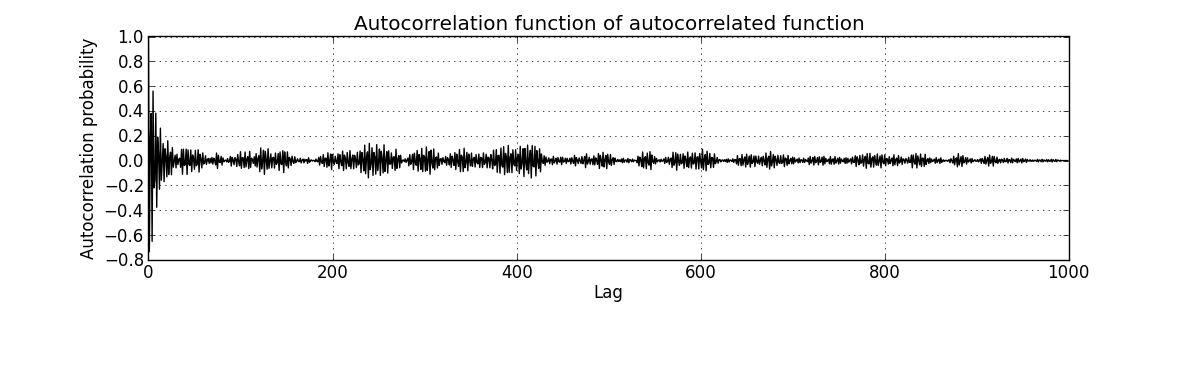 Autocorrelation function of autocorrelated function
Autocorrelation probability
1.0
0.8
0.6
0.4
0.2
0.0
−0.2
−0.4
−0.6
−0.8
0 200 400 600 800 1000
Lag